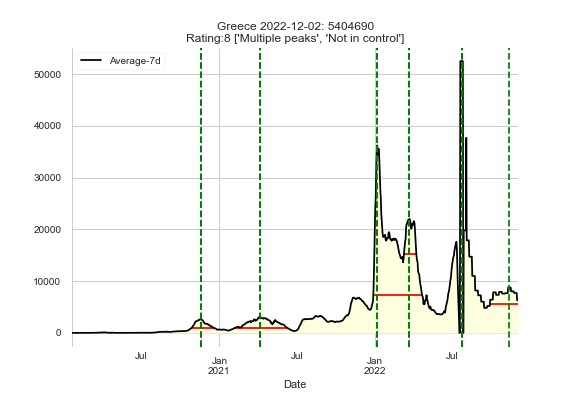 Greece 2022-12-02: 5404690
Rating:8 ['Multiple peaks', 'Not in control']
Average-7d
50000
40000
30000
20000
10000
0
Jul
Jan
2021
Jul
Jan
2022
Jul
Date